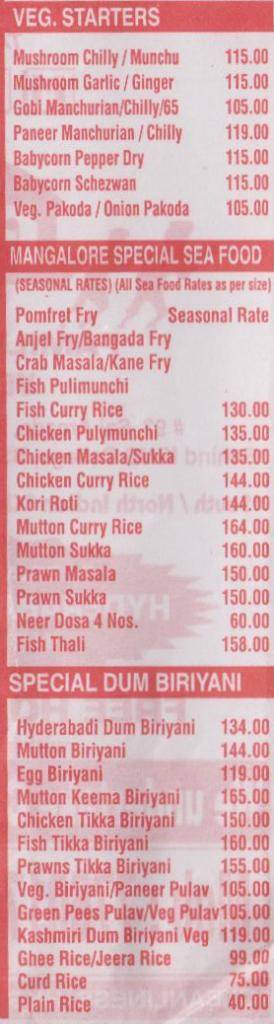 VEG. STARTERS
Mushroom Chilly / Munchu 115.00
Mushroom Garlic / Ginger 115.00
Gobi Manchurian/Chilly/65 105.00
Paneer Manchurian / Chilly 119.00
Babycorn Pepper Dry 115.00
Babycorn Schezwan 115.00
Veg. Pakoda / Onion Pakoda 105.00
MANGALORE SPECIAL SEA FOOD
(SEASONAL RATES) (All Sea Food Rates as per size)
Pomfret Fry Seasonal Rate
Anjel Fry/Bangada Fry
Crab Masala/Kane Fry
Fish Pulimunchi
Fish Curry Rice 130.00
Chicken Pulymunchi 135.00
Chicken Masala/Sukka 135.00
Chicken Curry Rice 144.00
Kori Roti 144.00
Mutton Curry Rice 164.00
Mutton Sukka 160.00
Prawn Masala 150.00
Prawn Sukka 150.00
Neer Dosa 4 Nos. 60.00
Fish Thali 158.00
SPECIAL DUM BIRIYANI
Hyderabadi Dum Biriyani 134.00
Mutton Biriyani 144.00
Egg Biriyani 119.00
Mutton Keema Biriyani 165.00
Chicken Tikka Biriyani 150.00
Fish Tikka Biriyani 160.00
Prawns Tikka Biriyani 155.00
Veg. Biriyani/Paneer Pulav 105.00
Green Pees Pulav/Veg Pulav 105.00
Kashmiri Dum Biriyani Veg 119.00
Ghee Rice/Jeera Rice 99.00
Curd Rice 75.00
Plain Rice 40.00